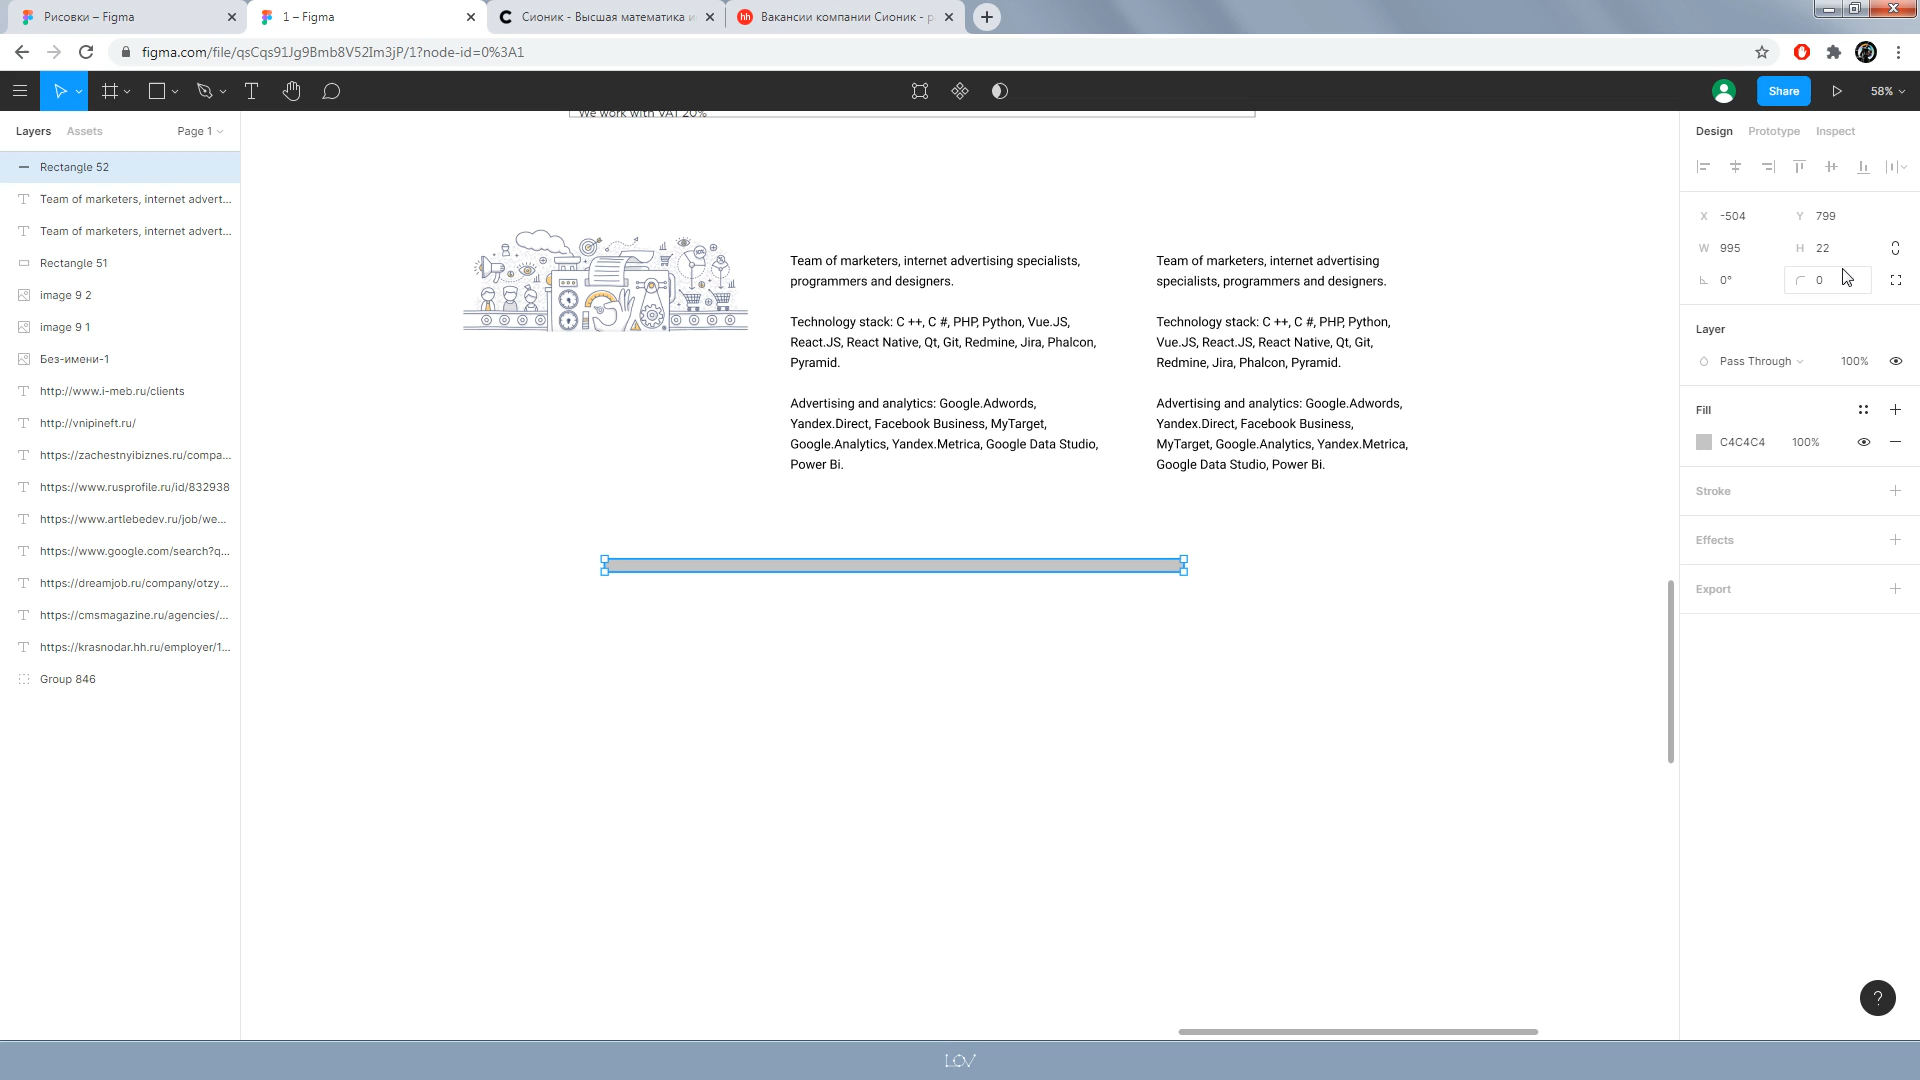 Рисовки – Figma
1 – Figma
Сионик - Высшая математика и
Вакансии компании Сионик - р
figma.com/file/qsCqs91Jg9Bmb8V52Im3jP/1?node-id=0%3A1
Share
58%
Layers
Assets
Page 1
Rectangle 52
Team of marketers, internet advert...
Team of marketers, internet advert...
Rectangle 51
image 9 2
image 9 1
Без-имени-1
http://www.i-meb.ru/clients
http://vnipineft.ru/
https://zachestnyibiznes.ru/compa...
https://www.rusprofile.ru/id/832938
https://www.artlebedev.ru/job/we...
https://www.google.com/search?q...
https://dreamjob.ru/company/otzy...
https://cmsmagazine.ru/agencies/...
https://krasnodar.hh.ru/employer/1...
Group 846
We work with VAT 20%
Team of marketers, internet advertising specialists,
programmers and designers.
Technology stack: C ++, C #, PHP, Python, Vue.JS,
React.JS, React Native, Qt, Git, Redmine, Jira, Phalcon,
Pyramid.
Advertising and analytics: Google.Adwords,
Yandex.Direct, Facebook Business, MyTarget,
Google.Analytics, Yandex.Metrica, Google Data Studio,
Power Bi.
Team of marketers, internet advertising
specialists, programmers and designers.
Technology stack: C ++, C #, PHP, Python,
Vue.JS, React.JS, React Native, Qt, Git,
Redmine, Jira, Phalcon, Pyramid.
Advertising and analytics: Google.Adwords,
Yandex.Direct, Facebook Business,
MyTarget, Google.Analytics, Yandex.Metrica,
Google Data Studio, Power Bi.
Design
Prototype
Inspect
X -504
Y 799
W 995
H 22
0°
0
Layer
Pass Through
100%
Fill
C4C4C4
100%
Stroke
Effects
Export
?
LOV